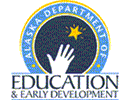 ALASKA DEPARTMENT OF
EDUCATION
& EARLY DEVELOPMENT